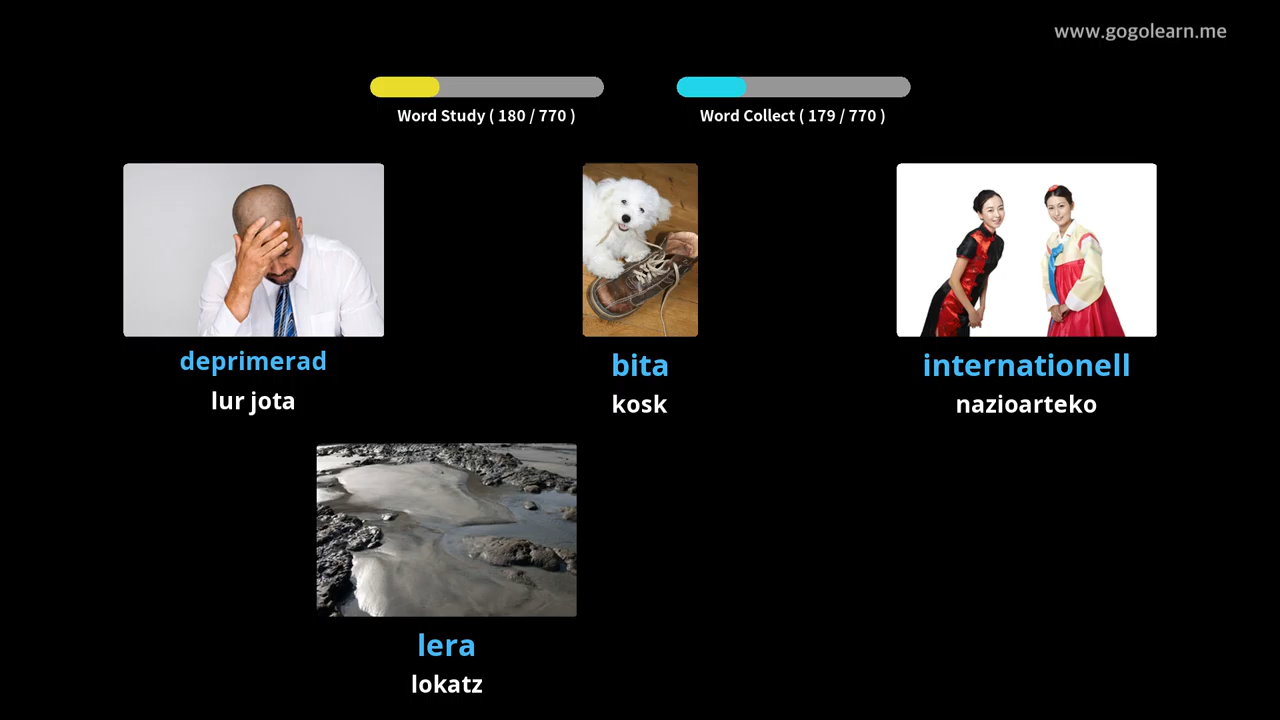 www.gogolearn.me
Word Study ( 180 / 770 )
Word Collect ( 179 / 770 )
deprimerad
lur jota
bita
kosk
internationell
nazioarteko
lera
lokatz